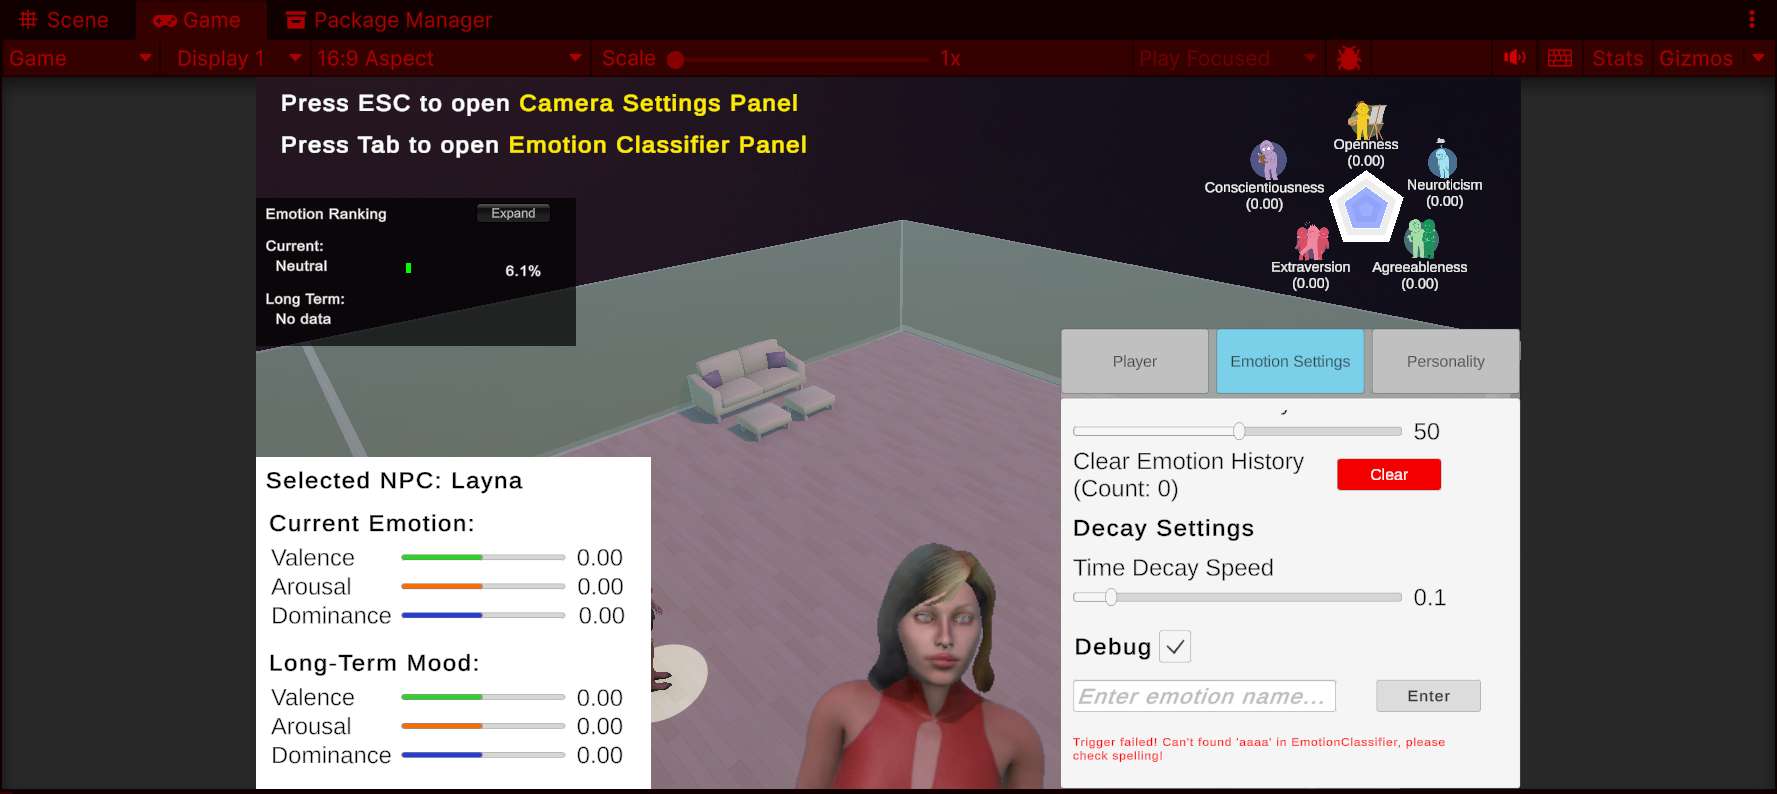 Scene Game Package Manager
Game Display 1 16:9 Aspect Scale 1x Play Focused Stats Gizmos
Press ESC to open Camera Settings Panel
Press Tab to open Emotion Classifier Panel
Openness
(0.00)
Conscientiousness
(0.00)
Neuroticism
(0.00)
Extraversion
(0.00)
Agreeableness
(0.00)
Emotion Ranking Expand
Current:
Neutral 6.1%
Long Term:
No data
Player Emotion Settings Personality
50
Clear Emotion History
(Count: 0)
Clear
Decay Settings
Time Decay Speed
0.1
Debug
Enter emotion name...
Enter
Trigger failed! Can't found 'aaaa' in EmotionClassifier, please
check spelling!
Selected NPC: Layna
Current Emotion:
Valence 0.00
Arousal 0.00
Dominance 0.00
Long-Term Mood:
Valence 0.00
Arousal 0.00
Dominance 0.00